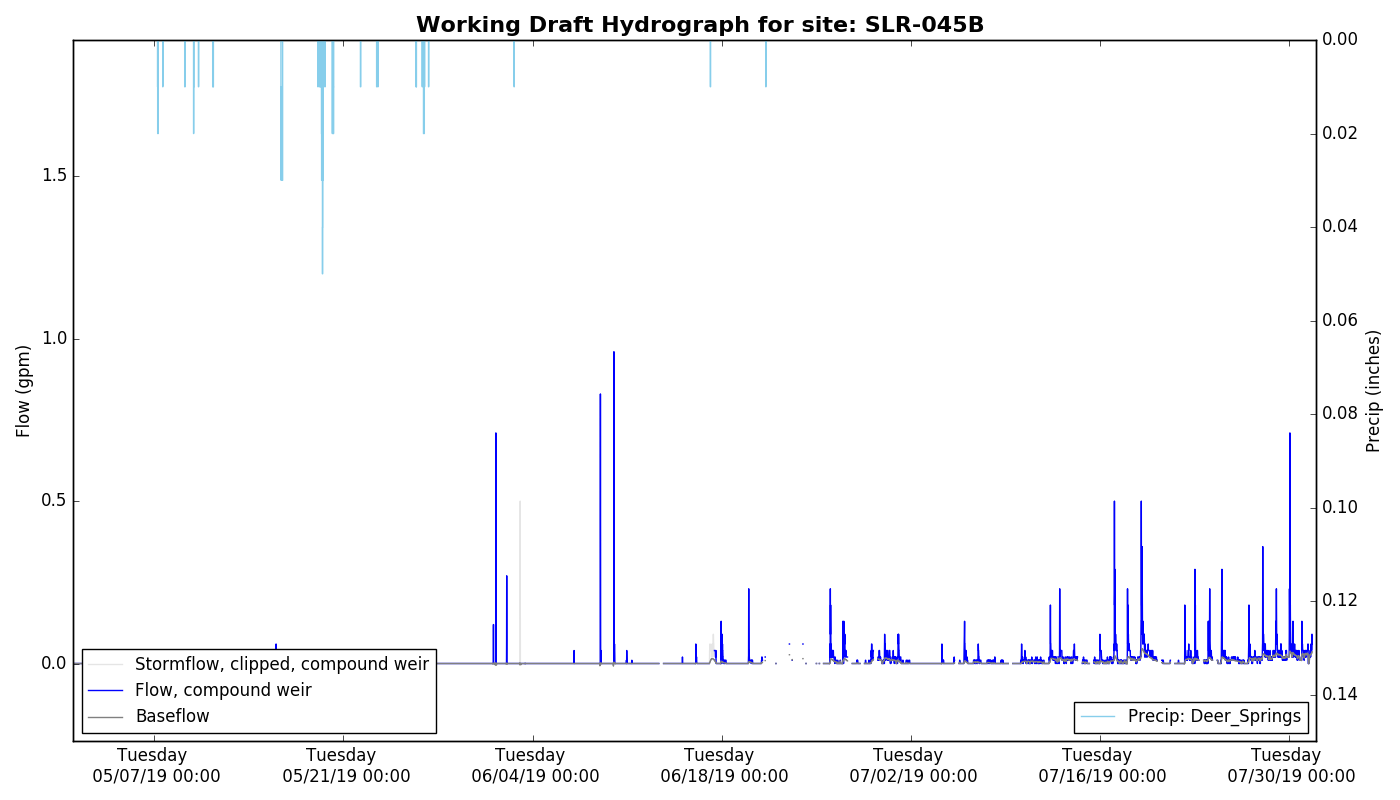 Working Draft Hydrograph for site: SLR-045B
0.00
0.02
0.04
0.06
0.08
0.10
0.12
0.14
Precip (inches)
1.5
1.0
0.5
0.0
Flow (gpm)
Stormflow, clipped, compound weir
Flow, compound weir
Baseflow
Precip: Deer_Springs
Tuesday
05/07/19 00:00
Tuesday
05/21/19 00:00
Tuesday
06/04/19 00:00
Tuesday
06/18/19 00:00
Tuesday
07/02/19 00:00
Tuesday
07/16/19 00:00
Tuesday
07/30/19 00:00